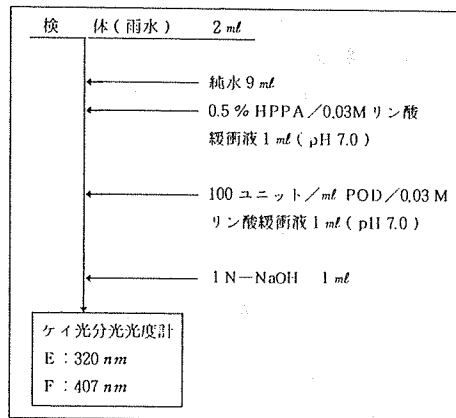 検 体(雨水) 2 ml
純水 9 ml
0.5 % HPPA/0.03M リン酸
緩衝液 1 ml ( pH 7.0 )
100 ユニット/ml POD/0.03 M
リン酸緩衝液 1 ml ( pH 7.0 )
1 N-NaOH 1 ml
ケイ光分光光度計
E : 320 nm
F : 407 nm